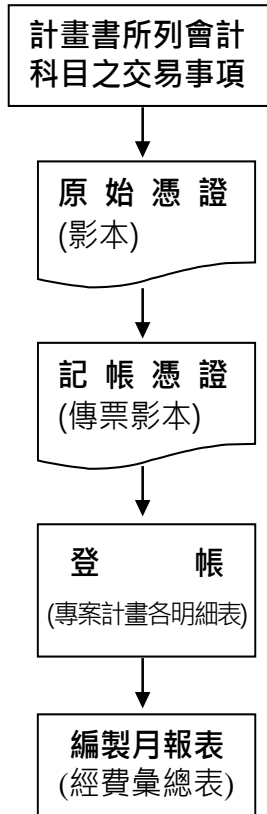 計畫書所列會計
科目之交易事項
原始憑證
(影本)
記帳憑證
(傳票影本)
登 帳
(專案計畫各明細表)
編製月報表
(經費彙總表)